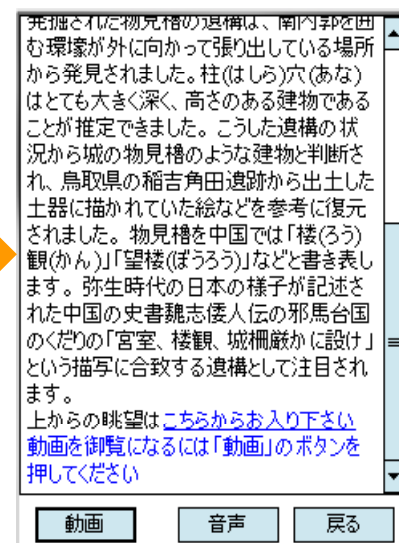 発掘された物見櫓の遺構は、南内郭を囲
む環壕が外に向かって張り出している場所
から発見されました。柱(はしら)穴(あな)
はとても大きく深く、高さのある建物である
ことが推定できました。こうした遺構の状
況から城の物見櫓のような建物と判断さ
れ、鳥取県の稲吉角田遺跡から出土した
土器に描かれていた絵などを参考に復元
されました。物見櫓を中国では「楼(ろう)
観(かん)」「望楼(ぼうろう)」などと書き表し
ます。弥生時代の日本の様子が記述さ
れた中国の史書魏志倭人伝の邪馬台国
のくだりの「宮室、楼観、城柵厳かに設け」
という描写に合致する遺構として注目され
ます。
上からの眺望はこちらからお入り下さい
動画を御覧になるには「動画」のボタンを
押してください
動画 音声 戻る